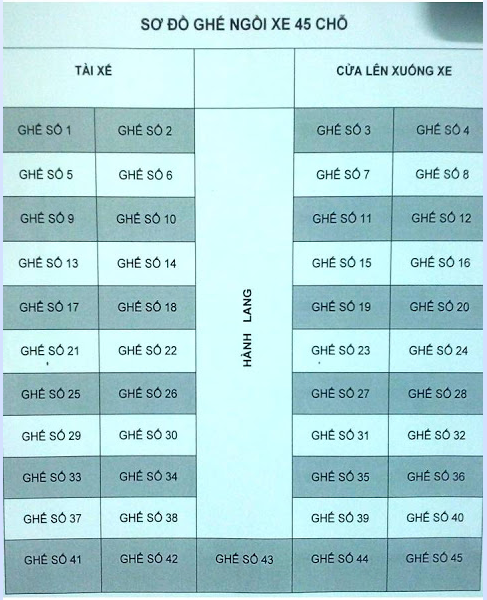 SƠ ĐỒ GHÉ NGỒI XE 45 CHỖ
TÀI XẾ CỬA LÊN XUỐNG XE
GHẾ SỐ 1 GHẾ SỐ 2 GHẾ SỐ 3 GHẾ SỐ 4
GHẾ SỐ 5 GHẾ SỐ 6 GHẾ SỐ 7 GHẾ SỐ 8
GHẾ SỐ 9 GHẾ SỐ 10 GHẾ SỐ 11 GHẾ SỐ 12
GHẾ SỐ 13 GHẾ SỐ 14 GHẾ SỐ 15 GHẾ SỐ 16
GHẾ SỐ 17 GHẾ SỐ 18 GHẾ SỐ 19 GHẾ SỐ 20
HÀNH LANG
GHẾ SỐ 21 GHẾ SỐ 22 GHẾ SỐ 23 GHẾ SỐ 24
GHẾ SỐ 25 GHẾ SỐ 26 GHẾ SỐ 27 GHẾ SỐ 28
GHẾ SỐ 29 GHẾ SỐ 30 GHẾ SỐ 31 GHẾ SỐ 32
GHẾ SỐ 33 GHẾ SỐ 34 GHẾ SỐ 35 GHẾ SỐ 36
GHẾ SỐ 37 GHẾ SỐ 38 GHẾ SỐ 39 GHẾ SỐ 40
GHẾ SỐ 41 GHẾ SỐ 42 GHẾ SỐ 43 GHẾ SỐ 44 GHẾ SỐ 45